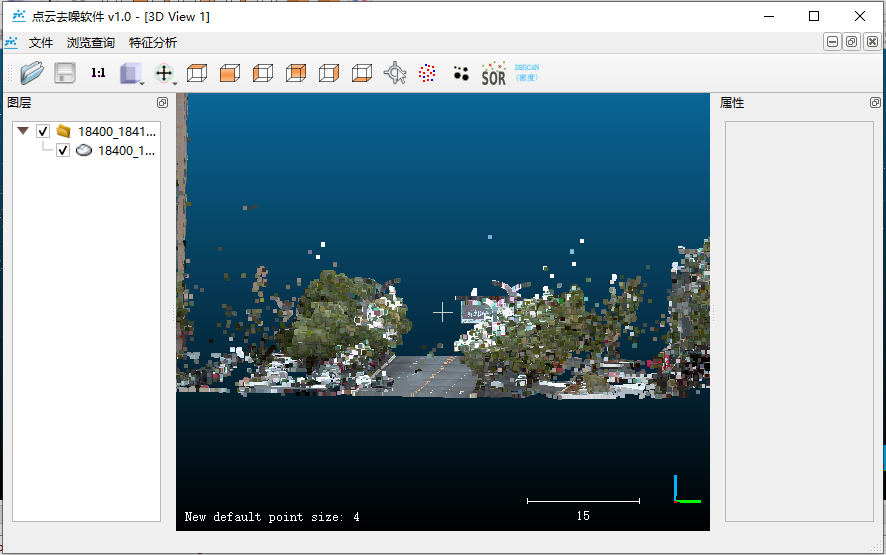 点云去噪软件 v1.0 - [3D View 1]
文件 浏览查询 特征分析
1:1
SOR
DBSCAN
(密度)
图层
属性
18400_1841...
18400_1...
New default point size: 4
15